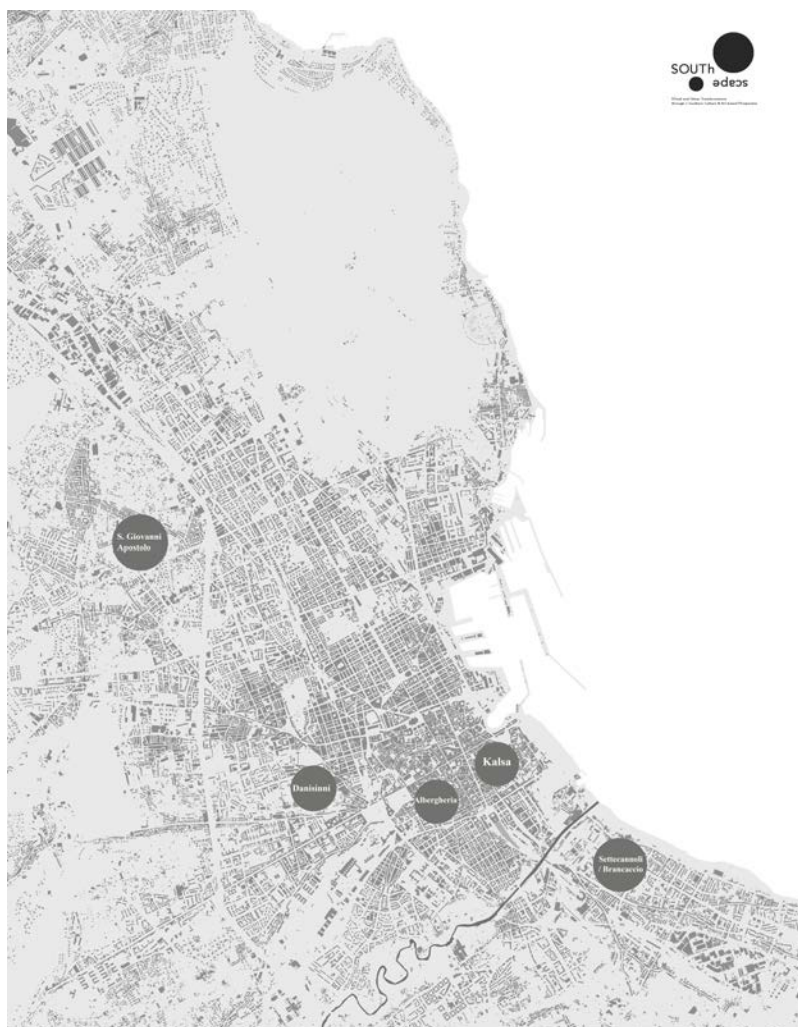 SOUTh
scape
S. Giovanni
Apostolo
Kalsa
Danisinni
Albergheria
Settecannoli
/ Brancaccio